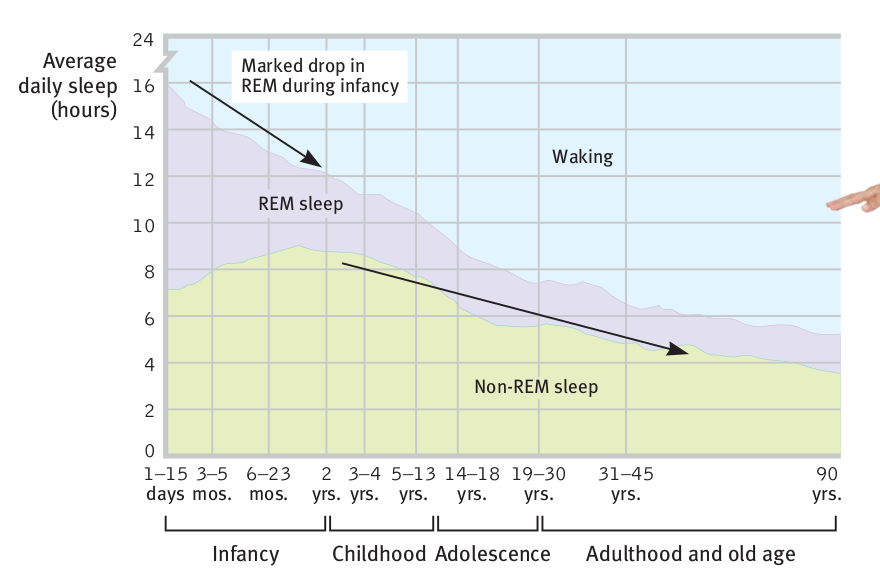 Average
daily sleep
(hours)
24
16
14
12
10
8
6
4
2
0
Marked drop in
REM during infancy
Waking
REM sleep
Non-REM sleep
1–15 3–5 6–23 2 3–4 5–13 14–18 19–30 31–45 90
days mos. mos. yrs. yrs. yrs. yrs. yrs. yrs. yrs.
Infancy Childhood Adolescence Adulthood and old age